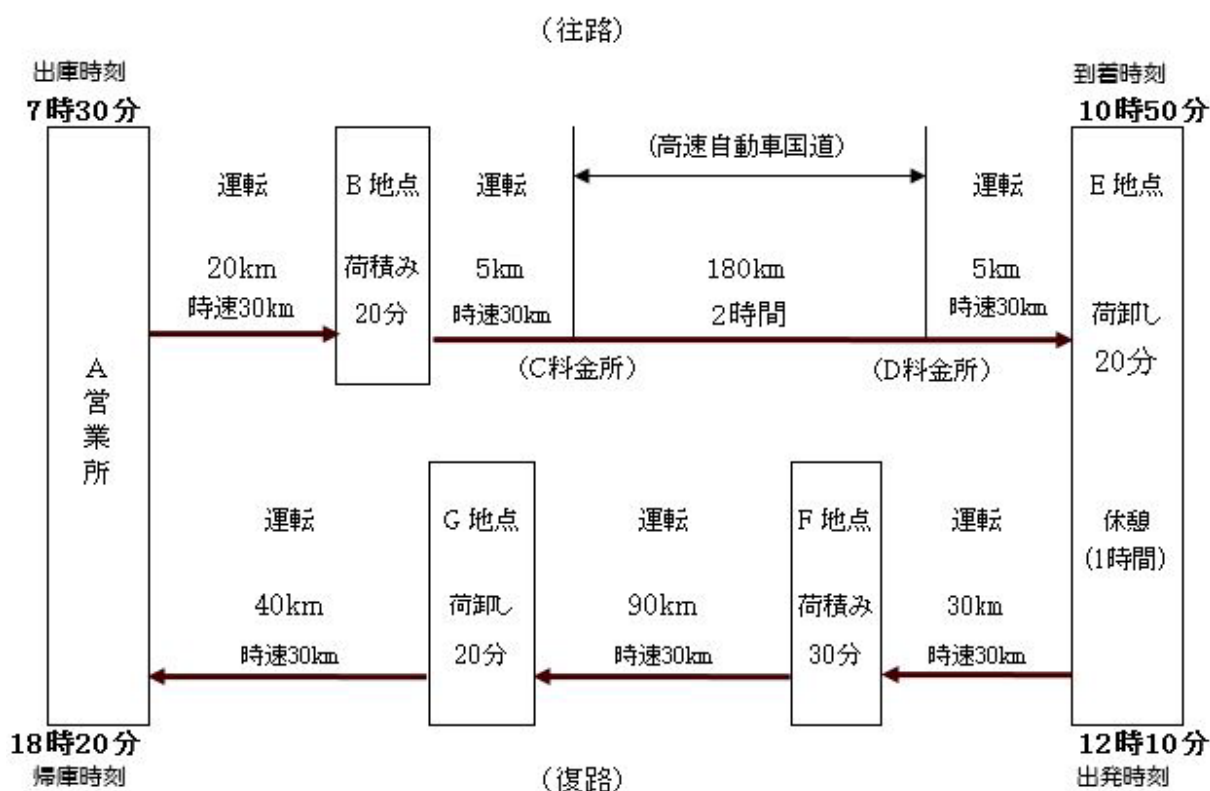 (往路)
出庫時刻
7時30分
到着時刻
10時50分
(高速自動車国道)
運転
B 地点
運転
運転
E 地点
20km
荷積み
5km
180km
5km
時速30km
20分
時速30km
2時間
時速30km
荷卸し
20分
(C料金所)
(D料金所)
A営業所
運転
G 地点
運転
F 地点
運転
休憩
(1時間)
40km
荷卸し
90km
荷積み
30km
時速30km
20分
時速30km
30分
時速30km
18時20分
帰庫時刻
(復路)
12時10分
出発時刻